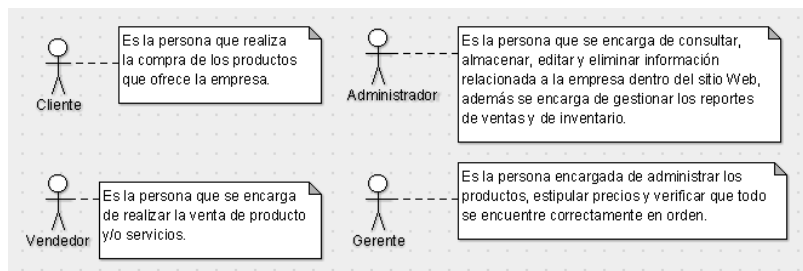 Es la persona que realiza
la compra de los productos
que ofrece la empresa.
Cliente
Es la persona que se encarga de consultar,
almacenar, editar y eliminar información
relacionada a la empresa dentro del sitio Web,
además se encarga de gestionar los reportes
de ventas y de inventario.
Administrador
Es la persona que se encarga
de realizar la venta de producto
y/o servicios.
Vendedor
Es la persona encargada de administrar los
productos, estipular precios y verificar que todo
se encuentre correctamente en orden.
Gerente